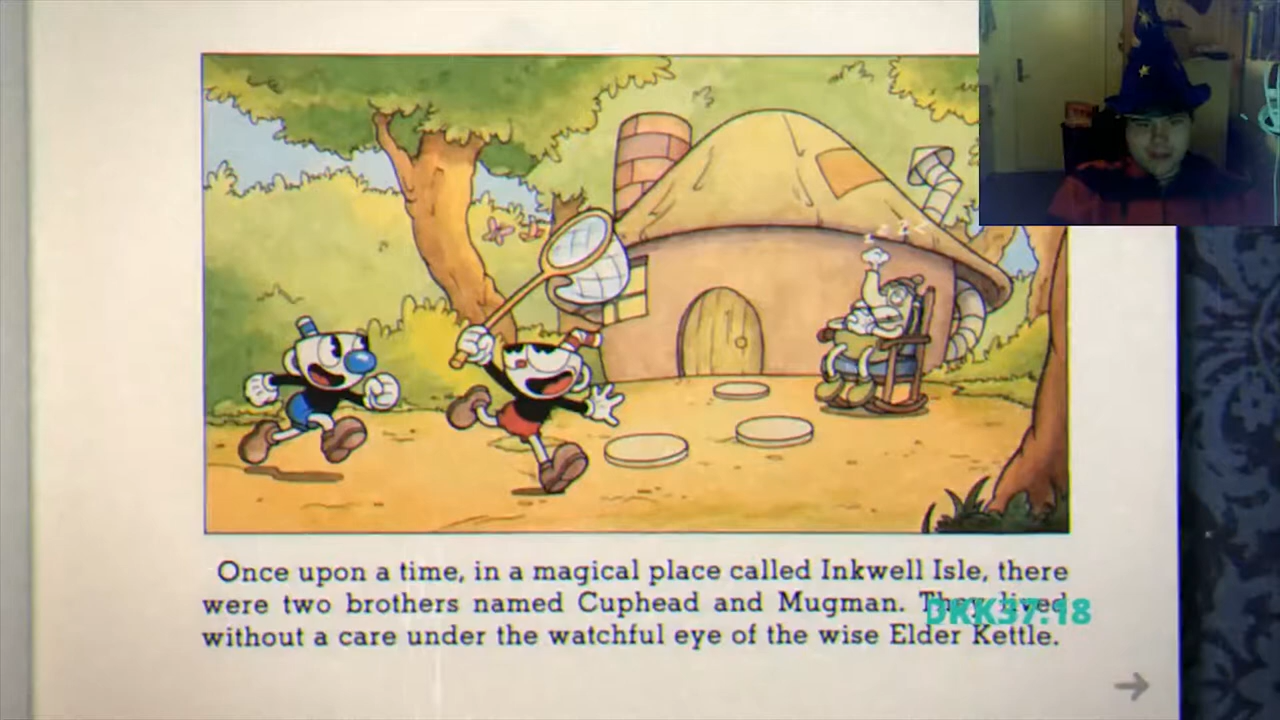 z z z z
Once upon a time, in a magical place called Inkwell Isle, there
were two brothers named Cuphead and Mugman. They lived
without a care under the watchful eye of the wise Elder Kettle.
DKK37.18